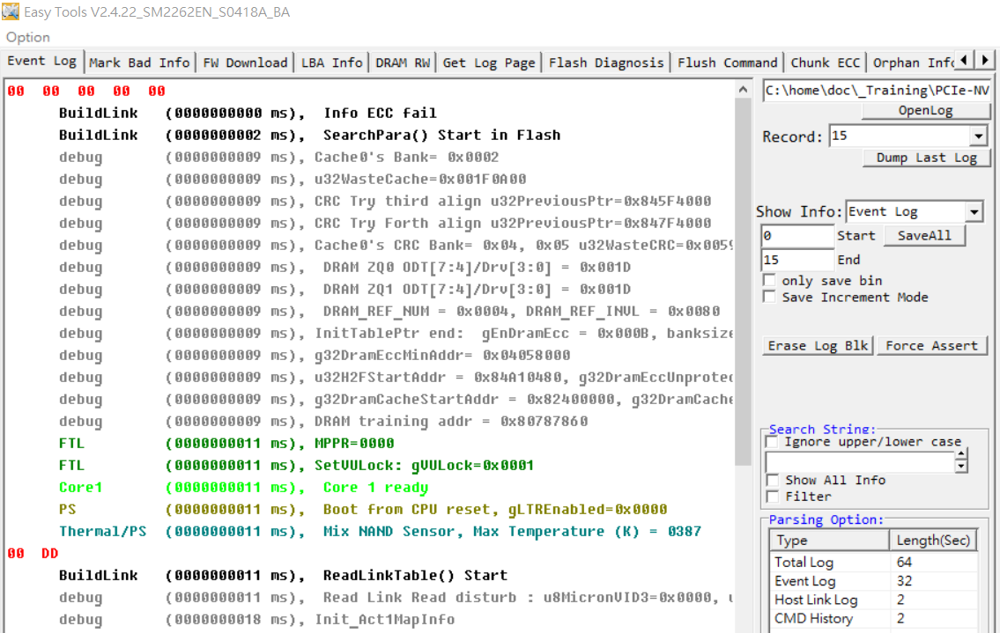 Easy Tools V2.4.22_SM2262EN_S0418A_BA
Option
Event Log Mark Bad Info FW Download LBA Info DRAM RW Get Log Page Flash Diagnosis Flush Command Chunk ECC Orphan Info
00 00 00 00 00
BuildLink (0000000000 ms), Info ECC fail
BuildLink (0000000002 ms), SearchPara() Start in Flash
debug (0000000009 ms), Cache0's Bank= 0x0002
debug (0000000009 ms), u32WasteCache=0x001F0A00
debug (0000000009 ms), CRC Try third align u32PreviousPtr=0x845F4000
debug (0000000009 ms), CRC Try Forth align u32PreviousPtr=0x847F4000
debug (0000000009 ms), Cache0's CRC Bank= 0x04, 0x05 u32WasteCRC=0x0059
debug (0000000009 ms), DRAM ZQ0 ODT[7:4]/Drv[3:0] = 0x001D
debug (0000000009 ms), DRAM ZQ1 ODT[7:4]/Drv[3:0] = 0x001D
debug (0000000009 ms), DRAM_REF_NUM = 0x0004, DRAM_REF_INVL = 0x0080
debug (0000000009 ms), InitTablePtr end: gEnDramEcc = 0x000B, banksize
debug (0000000009 ms), g32DramEccMinAddr= 0x04058000
debug (0000000009 ms), u32H2FStartAddr = 0x84A10480, g32DramEccUnprotec
debug (0000000009 ms), g32DramCacheStartAddr = 0x82400000, g32DramCache
debug (0000000009 ms), DRAM training addr = 0x80787860
FTL (0000000011 ms), MPPR=0000
FTL (0000000011 ms), SetVULock: gVULock=0x0001
Core1 (0000000011 ms), Core 1 ready
PS (0000000011 ms), Boot from CPU reset, gLTREnabled=0x0000
Thermal/PS (0000000011 ms), Mix NAND Sensor, Max Temperature (K) = 0387
00 DD
BuildLink (0000000011 ms), ReadLinkTable() Start
debug (0000000011 ms), Read Link Read disturb : u8MicronVID3=0x0000, u
debug (0000000018 ms), Init_Act1MapInfo
C:\home\doc\_Training\PCIe-NV
OpenLog
Record: 15
Dump Last Log
Show Info: Event Log
0 Start SaveAll
15 End
only save bin
Save Increment Mode
Erase Log Blk Force Assert
Search String:
Ignore upper/lower case
Show All Info
Filter
Parsing Option:
Type Length(Sec)
Total Log 64
Event Log 32
Host Link Log 2
CMD History 2